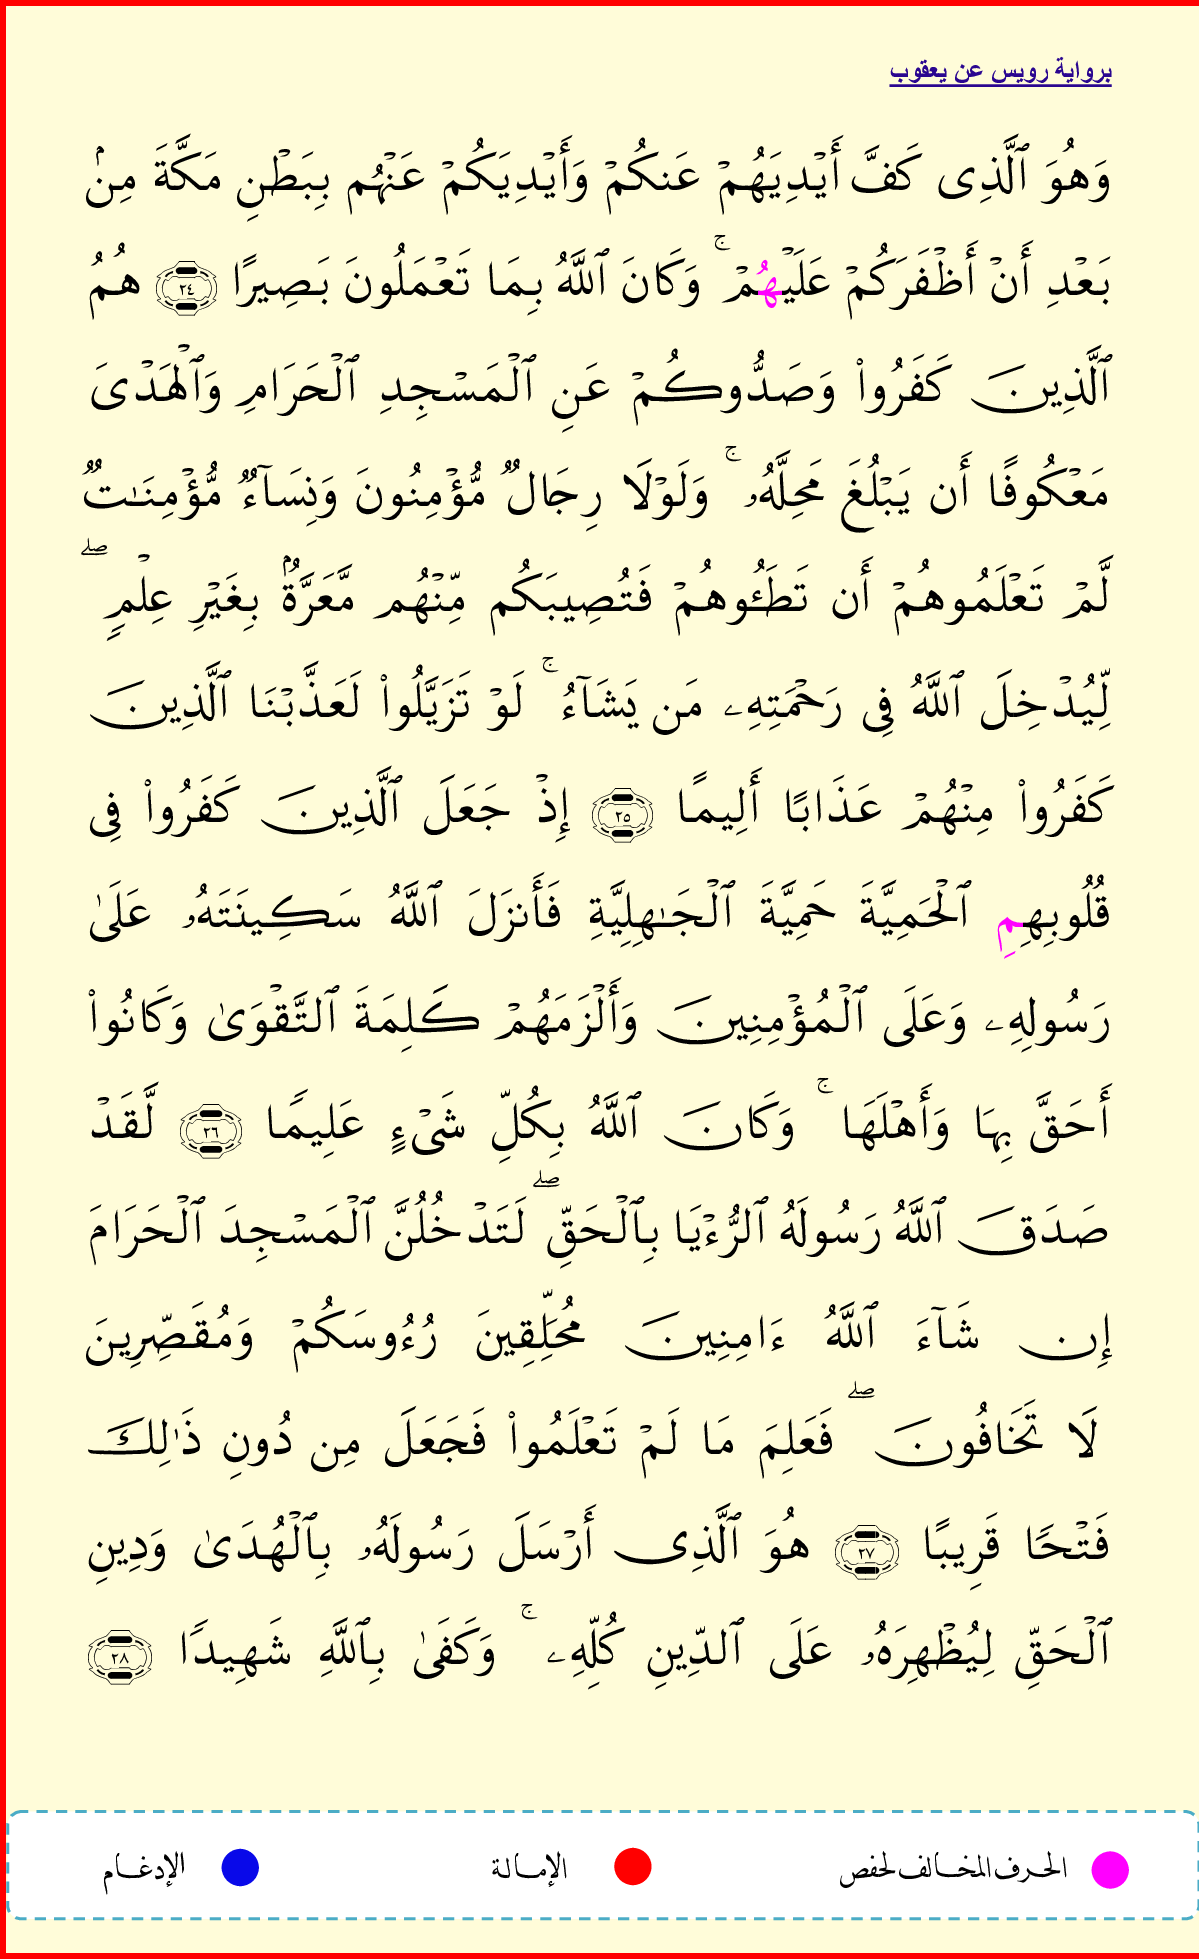 برواية رويس عن يعقوب
وَهُوَ ٱلَّذِى كَفَّ أَيْدِيَهُمْ عَنكُمْ وَأَيْدِيَكُمْ عَنْهُم بِبَطْنِ مَكَّةَ مِنۢ
بَعْدِ أَنْ أَظْفَرَكُمْ عَلَيْهُمْ ۚ وَكَانَ ٱللَّهُ بِمَا تَعْمَلُونَ بَصِيرًا ٢٤ هُمُ
ٱلَّذِينَ كَفَرُوا۟ وَصَدُّوكُمْ عَنِ ٱلْمَسْجِدِ ٱلْحَرَامِ وَٱلْهَدْىَ
مَعْكُوفًا أَن يَبْلُغَ مَحِلَّهُۥ ۚ وَلَوْلَا رِجَالٌ مُّؤْمِنُونَ وَنِسَآءٌ مُّؤْمِنَـٰتٌ
لَّمْ تَعْلَمُوهُمْ أَن تَطَـُٔوهُمْ فَتُصِيبَكُم مِّنْهُم مَّعَرَّةٌۢ بِغَيْرِ عِلْمٍ ۖ
لِّيُدْخِلَ ٱللَّهُ فِى رَحْمَتِهِۦ مَن يَشَآءُ ۚ لَوْ تَزَيَّلُوا۟ لَعَذَّبْنَا ٱلَّذِينَ
كَفَرُوا۟ مِنْهُمْ عَذَابًا أَلِيمًا ٢٥ إِذْ جَعَلَ ٱلَّذِينَ كَفَرُوا۟ فِى
قُلُوبِهِمِ ٱلْحَمِيَّةَ حَمِيَّةَ ٱلْجَـٰهِلِيَّةِ فَأَنزَلَ ٱللَّهُ سَكِينَتَهُۥ عَلَىٰ
رَسُولِهِۦ وَعَلَى ٱلْمُؤْمِنِينَ وَأَلْزَمَهُمْ كَلِمَةَ ٱلتَّقْوَىٰ وَكَانُوا۟
أَحَقَّ بِهَا وَأَهْلَهَا ۚ وَكَانَ ٱللَّهُ بِكُلِّ شَىْءٍ عَلِيمًا ٢٦ لَّقَدْ
صَدَقَ ٱللَّهُ رَسُولَهُ ٱلرُّءْيَا بِٱلْحَقِّ ۖ لَتَدْخُلُنَّ ٱلْمَسْجِدَ ٱلْحَرَامَ
إِن شَآءَ ٱللَّهُ ءَامِنِينَ مُحَلِّقِينَ رُءُوسَكُمْ وَمُقَصِّرِينَ
لَا تَخَافُونَ ۖ فَعَلِمَ مَا لَمْ تَعْلَمُوا۟ فَجَعَلَ مِن دُونِ ذَٰلِكَ
فَتْحًا قَرِيبًا ٢٧ هُوَ ٱلَّذِى أَرْسَلَ رَسُولَهُۥ بِٱلْهُدَىٰ وَدِينِ
ٱلْحَقِّ لِيُظْهِرَهُۥ عَلَى ٱلدِّينِ كُلِّهِۦ ۚ وَكَفَىٰ بِٱللَّهِ شَهِيدًا ٢٨
الحرف المخالف لحفص الإمالة الإدغام